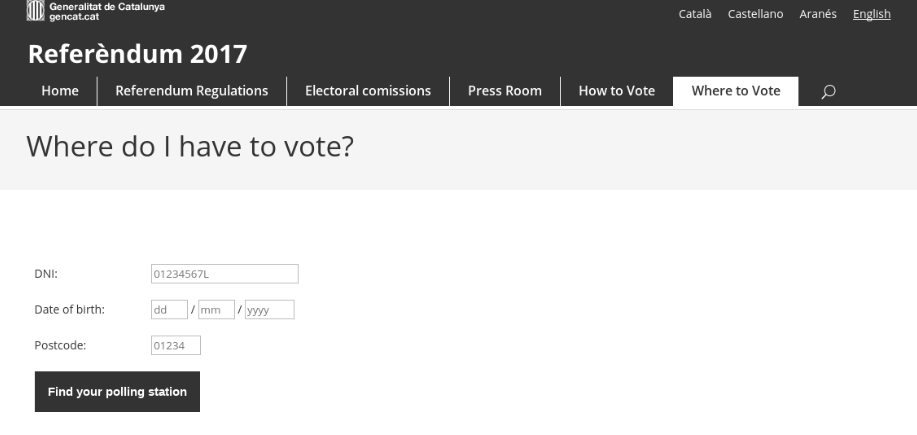 Generalitat de Catalunya
gencat.cat
Català Castellano Aranés English
Referèndum 2017
Home Referendum Regulations Electoral comissions Press Room How to Vote Where to Vote
Where do I have to vote?
DNI: 01234567L
Date of birth: dd / mm / yyyy
Postcode: 01234
Find your polling station